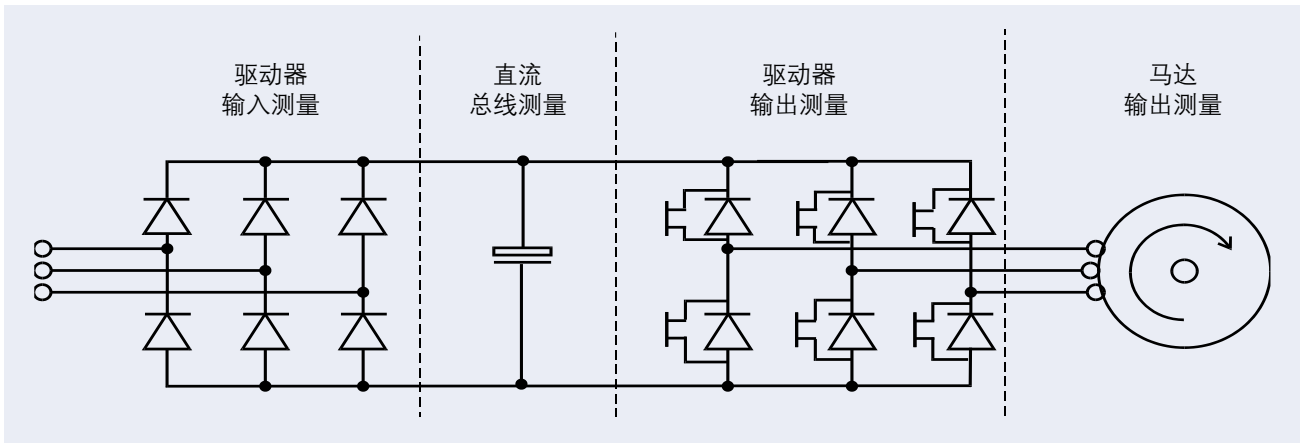 驱动器
输入测量
直流
总线测量
驱动器
输出测量
马达
输出测量